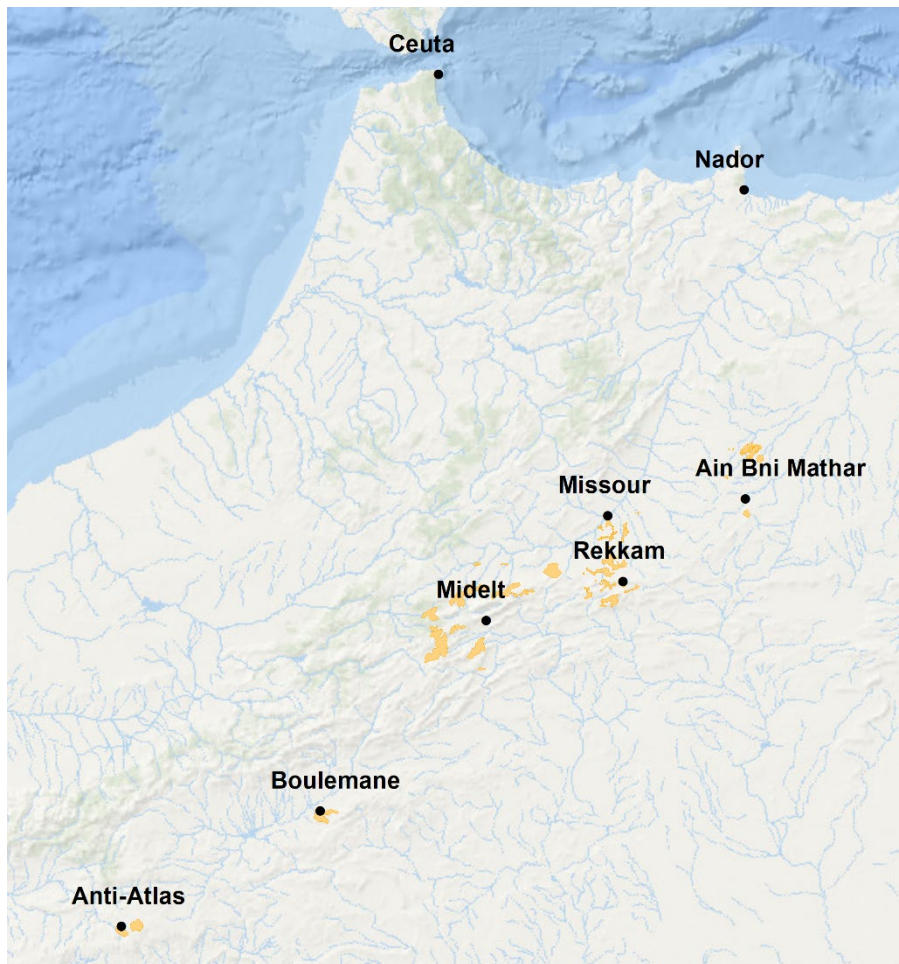 Ceuta
Nador
Ain Bni Mathar
Missour
Rekkam
Midelt
Boulemane
Anti-Atlas